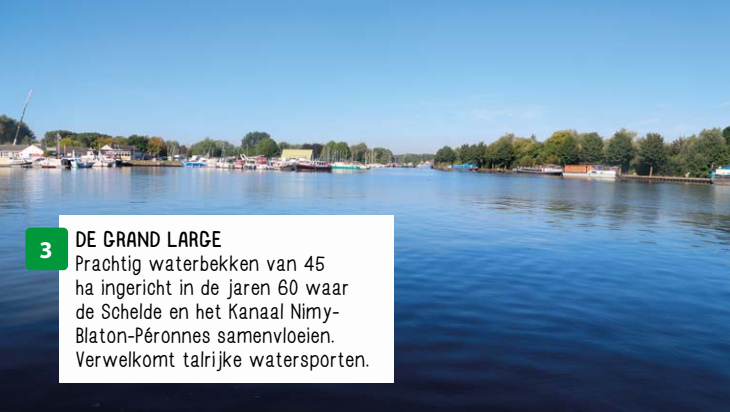 3
DE GRAND LARGE
Prachtig waterbekken van 45
ha ingericht in de jaren 60 waar
de Schelde en het Kanaal Nimy-
Blaton-Péronnes samenvloeien.
Verwelkomt talrijke watersporten.